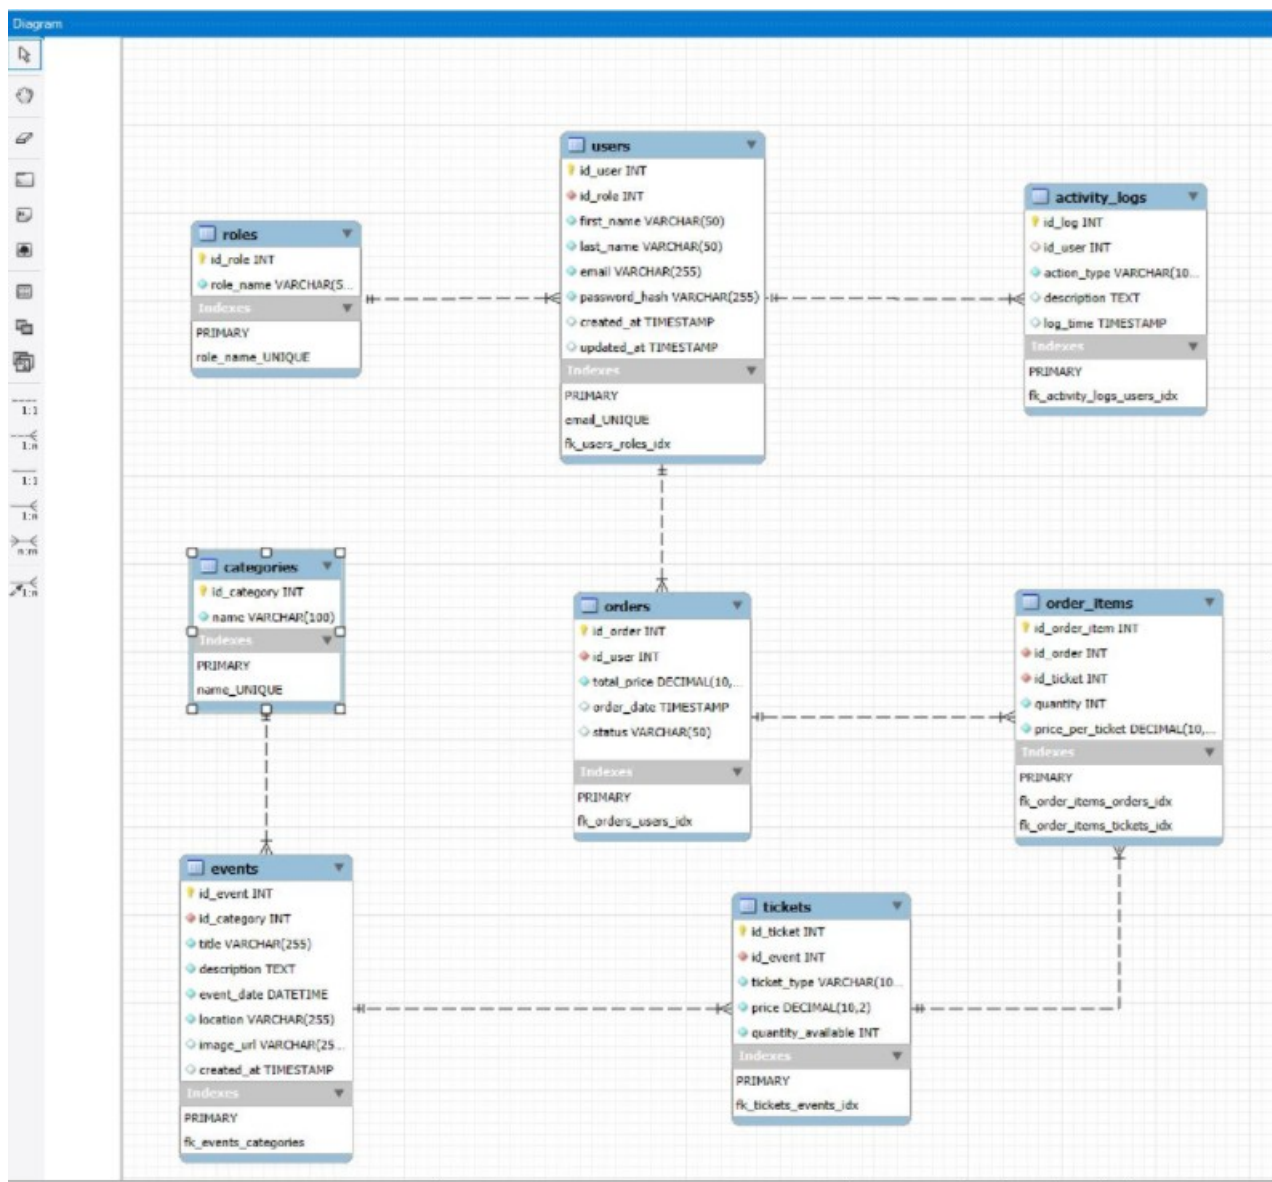 Diagram
1:1
1:n
1:1
1:n
n:m
1:n
roles
id_role INT
role_name VARCHAR(5...
Indexes
PRIMARY
role_name_UNIQUE
users
id_user INT
id_role INT
first_name VARCHAR(50)
last_name VARCHAR(50)
email VARCHAR(255)
password_hash VARCHAR(255)
created_at TIMESTAMP
updated_at TIMESTAMP
Indexes
PRIMARY
email_UNIQUE
fk_users_roles_idx
activity_logs
id_log INT
id_user INT
action_type VARCHAR(10...
description TEXT
log_time TIMESTAMP
Indexes
PRIMARY
fk_activity_logs_users_idx
categories
id_category INT
name VARCHAR(100)
Indexes
PRIMARY
name_UNIQUE
orders
id_order INT
id_user INT
total_price DECIMAL(10,...
order_date TIMESTAMP
status VARCHAR(50)
Indexes
PRIMARY
fk_orders_users_idx
order_items
id_order_item INT
id_order INT
id_ticket INT
quantity INT
price_per_ticket DECIMAL(10,...
Indexes
PRIMARY
fk_order_items_orders_idx
fk_order_items_tickets_idx
events
id_event INT
id_category INT
title VARCHAR(255)
description TEXT
event_date DATETIME
location VARCHAR(255)
image_url VARCHAR(25...
created_at TIMESTAMP
Indexes
PRIMARY
fk_events_categories
tickets
id_ticket INT
id_event INT
ticket_type VARCHAR(10...
price DECIMAL(10,2)
quantity_available INT
Indexes
PRIMARY
fk_tickets_events_idx